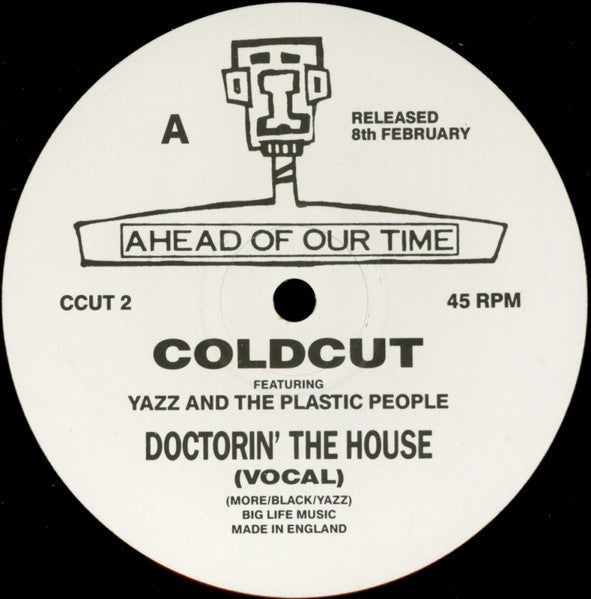 A
RELEASED
8th FEBRUARY
AHEAD OF OUR TIME
CCUT 2
45 RPM
COLDCUT
FEATURING
YAZZ AND THE PLASTIC PEOPLE
DOCTORIN' THE HOUSE
(VOCAL)
(MORE/BLACK/YAZZ)
BIG LIFE MUSIC
MADE IN ENGLAND